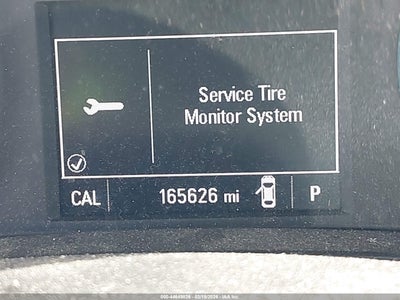 Service Tire
Monitor System
CAL 165626 mi P